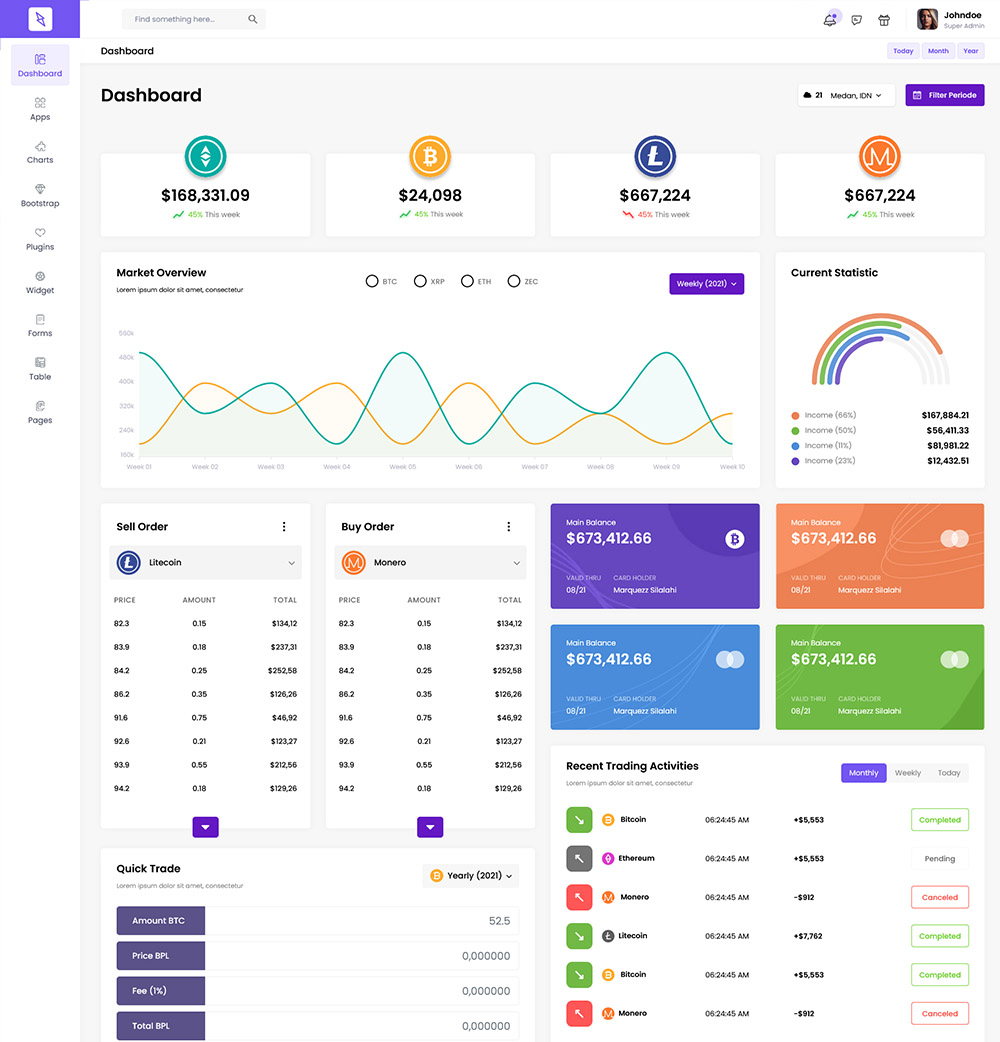 Find something here...
Johndoe
Super Admin
Dashboard
Today
Month
Year
Dashboard
Apps
Charts
Bootstrap
Plugins
Widget
Forms
Table
Pages
Dashboard
21 Medan, IDN
Filter Periode
$168,331.09
45% This week
$24,098
45% This week
$667,224
45% This week
$667,224
45% This week
Market Overview
Lorem ipsum dolor sit amet, consectetur
BTC
XRP
ETH
ZEC
Weekly (2021)
560k
480k
400k
320k
240k
160k
Week 01
Week 02
Week 03
Week 04
Week 05
Week 06
Week 07
Week 08
Week 09
Week 10
Current Statistic
Income (66%) $167,884.21
Income (50%) $56,411.33
Income (11%) $81,981.22
Income (23%) $12,432.51
Sell Order
Litecoin
PRICE AMOUNT TOTAL
82.3 0.15 $134,12
83.9 0.18 $237,31
84.2 0.25 $252,58
86.2 0.35 $126,26
91.6 0.75 $46,92
92.6 0.21 $123,27
93.9 0.55 $212,56
94.2 0.18 $129,26
Buy Order
Monero
PRICE AMOUNT TOTAL
82.3 0.15 $134,12
83.9 0.18 $237,31
84.2 0.25 $252,58
86.2 0.35 $126,26
91.6 0.75 $46,92
92.6 0.21 $123,27
93.9 0.55 $212,56
94.2 0.18 $129,26
Main Balance
$673,412.66
VALID THRU CARD HOLDER
08/21 Marquezz Silalahi
Main Balance
$673,412.66
VALID THRU CARD HOLDER
08/21 Marquezz Silalahi
Main Balance
$673,412.66
VALID THRU CARD HOLDER
08/21 Marquezz Silalahi
Main Balance
$673,412.66
VALID THRU CARD HOLDER
08/21 Marquezz Silalahi
Quick Trade
Lorem ipsum dolor sit amet, consectetur
Yearly (2021)
Amount BTC 52.5
Price BPL 0,000000
Fee (1%) 0,000000
Total BPL 0,000000
Recent Trading Activities
Lorem ipsum dolor sit amet, consectetur
Monthly
Weekly
Today
Bitcoin 06:24:45 AM +$5,553 Completed
Ethereum 06:24:45 AM +$5,553 Pending
Monero 06:24:45 AM -$912 Canceled
Litecoin 06:24:45 AM +$7,762 Completed
Bitcoin 06:24:45 AM +$5,553 Completed
Monero 06:24:45 AM -$912 Canceled